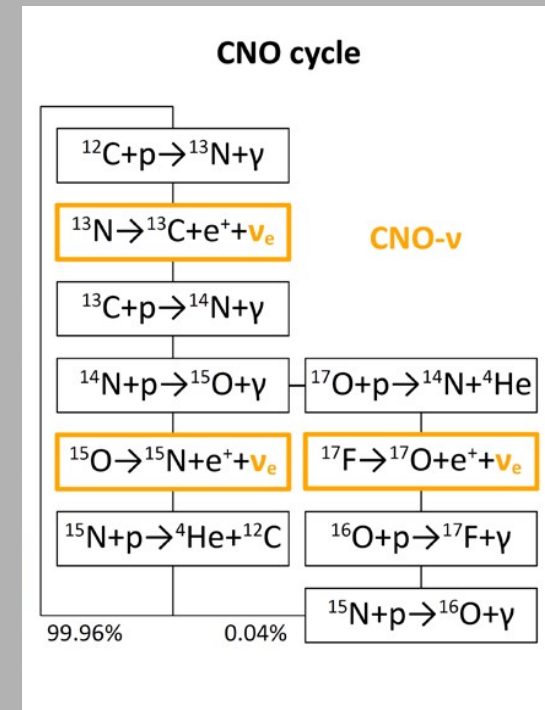 CNO cycle
¹²C+p→¹³N+γ
¹³N→¹³C+e⁺+νₑ
CNO-ν
¹³C+p→¹⁴N+γ
¹⁴N+p→¹⁵O+γ
¹⁷O+p→¹⁴N+⁴He
¹⁵O→¹⁵N+e⁺+νₑ
¹⁷F→¹⁷O+e⁺+νₑ
¹⁵N+p→⁴He+¹²C
¹⁶O+p→¹⁷F+γ
¹⁵N+p→¹⁶O+γ
99.96%
0.04%